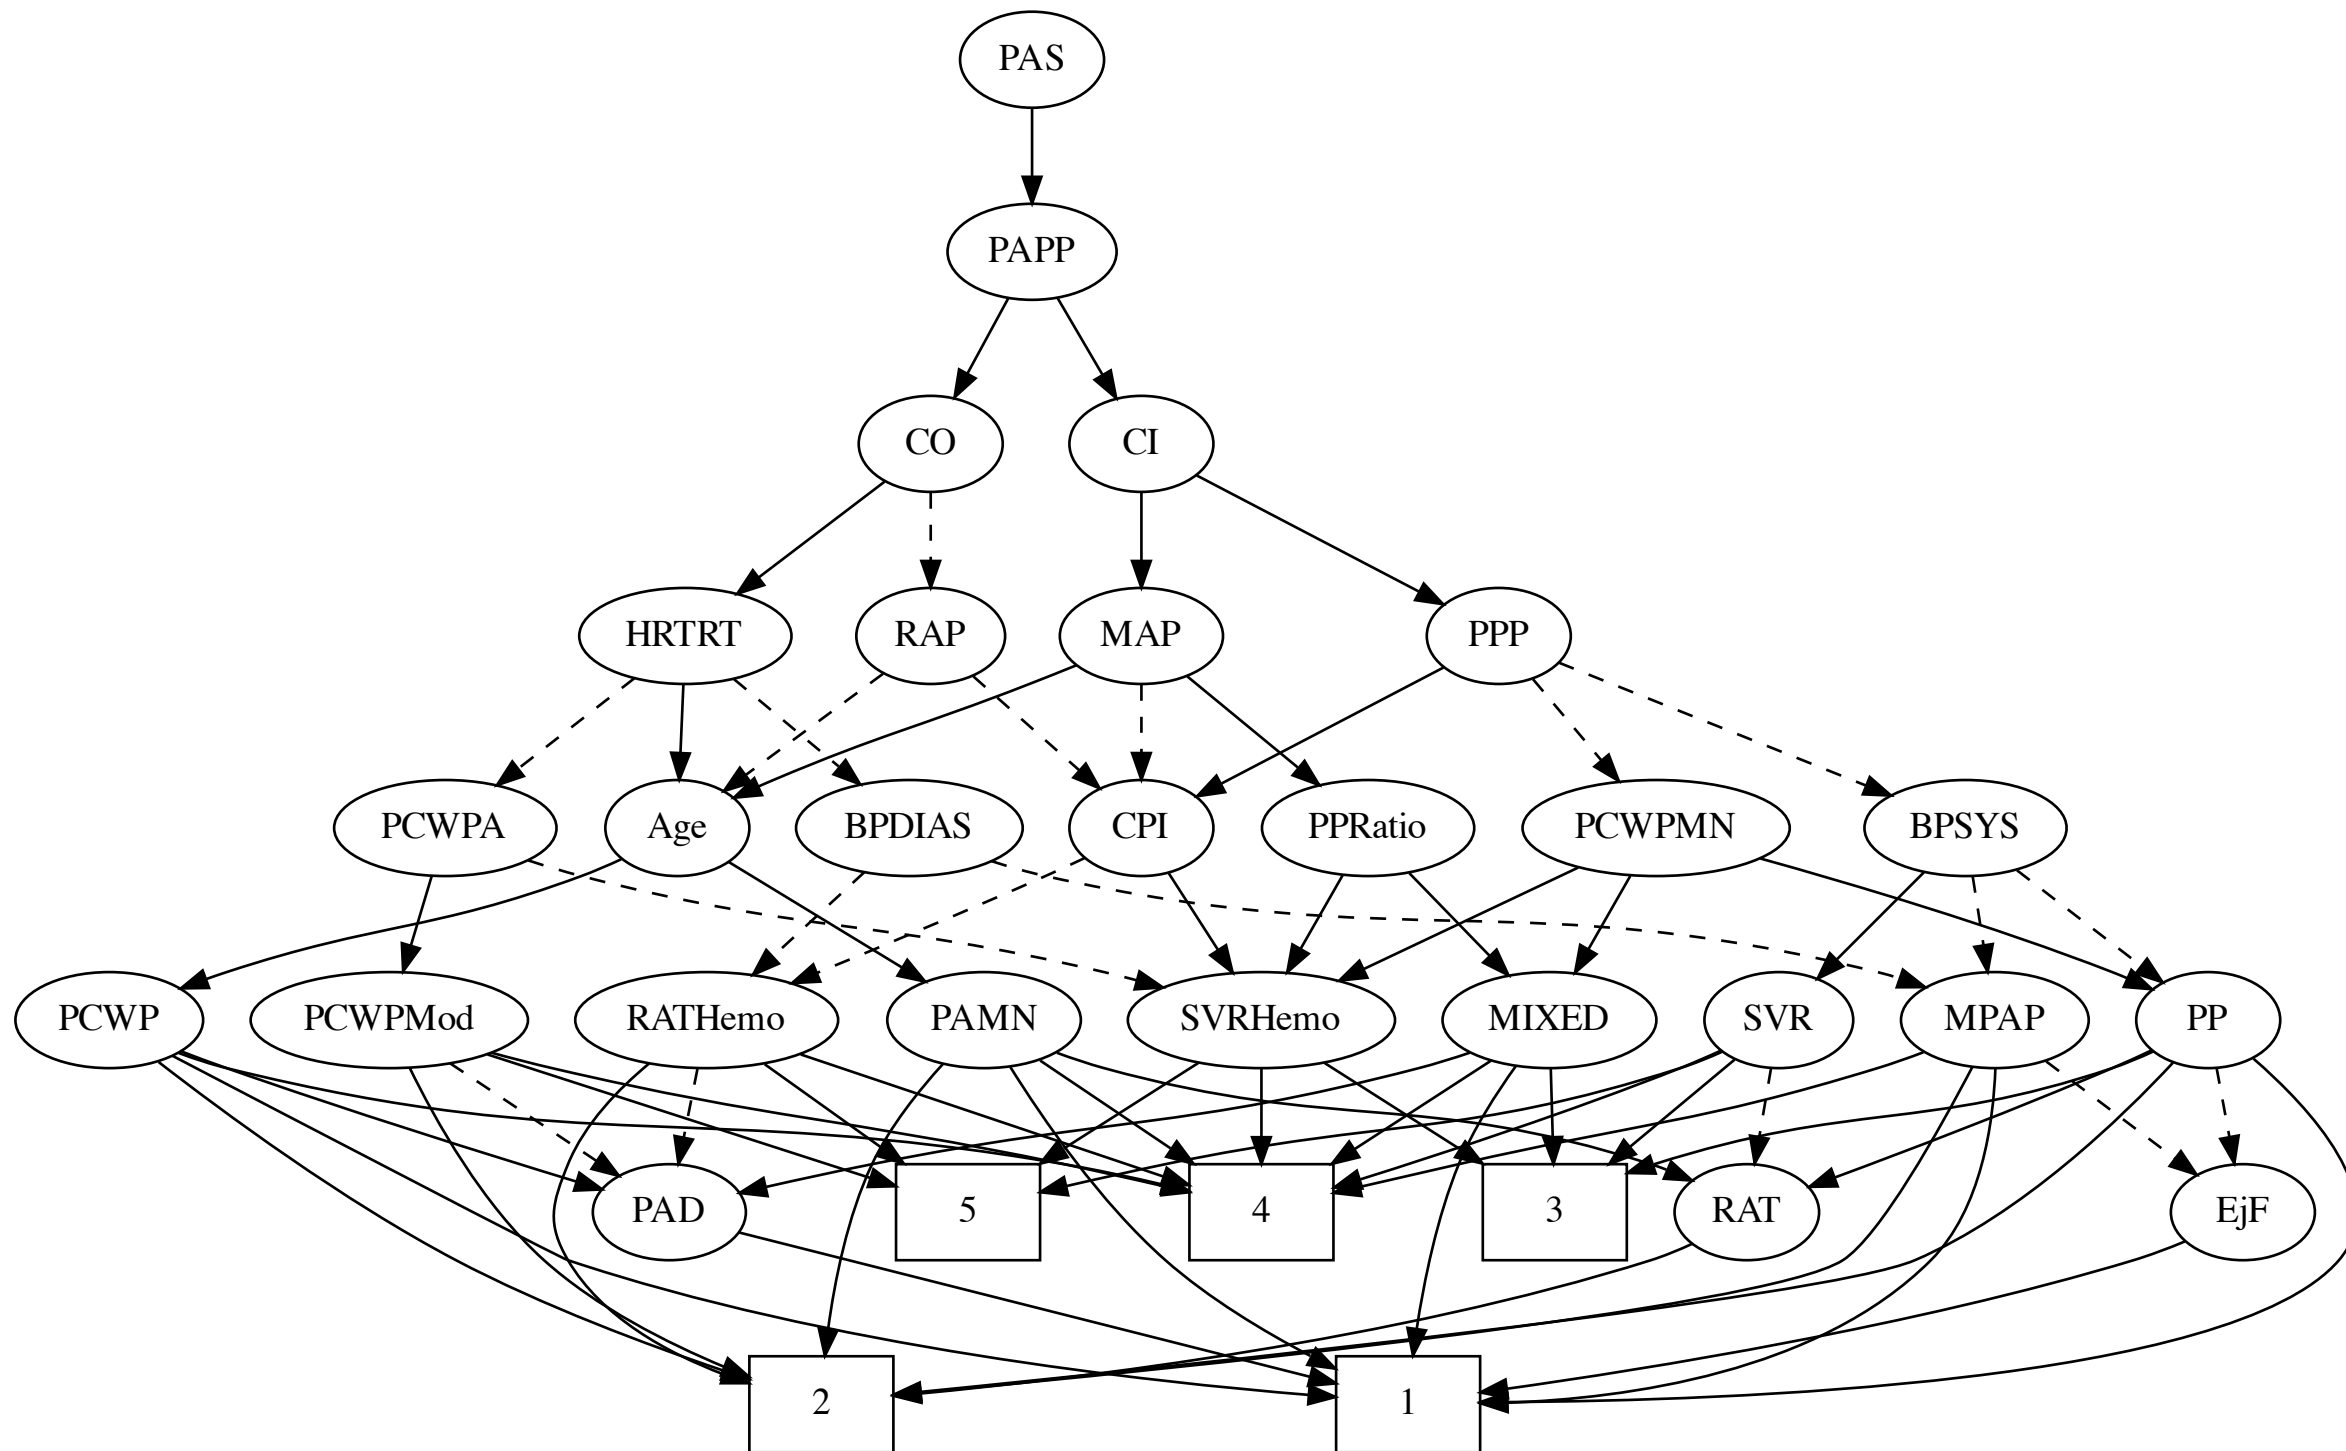 PAS
PAPP
CO
CI
HRTRT
RAP
MAP
PPP
PCWPA
Age
BPDIAS
CPI
PPRatio
PCWPMN
BPSYS
PCWP
PCWPMod
RATHemo
PAMN
SVRHemo
MIXED
SVR
MPAP
PP
PAD
5
4
3
RAT
EjF
2
1